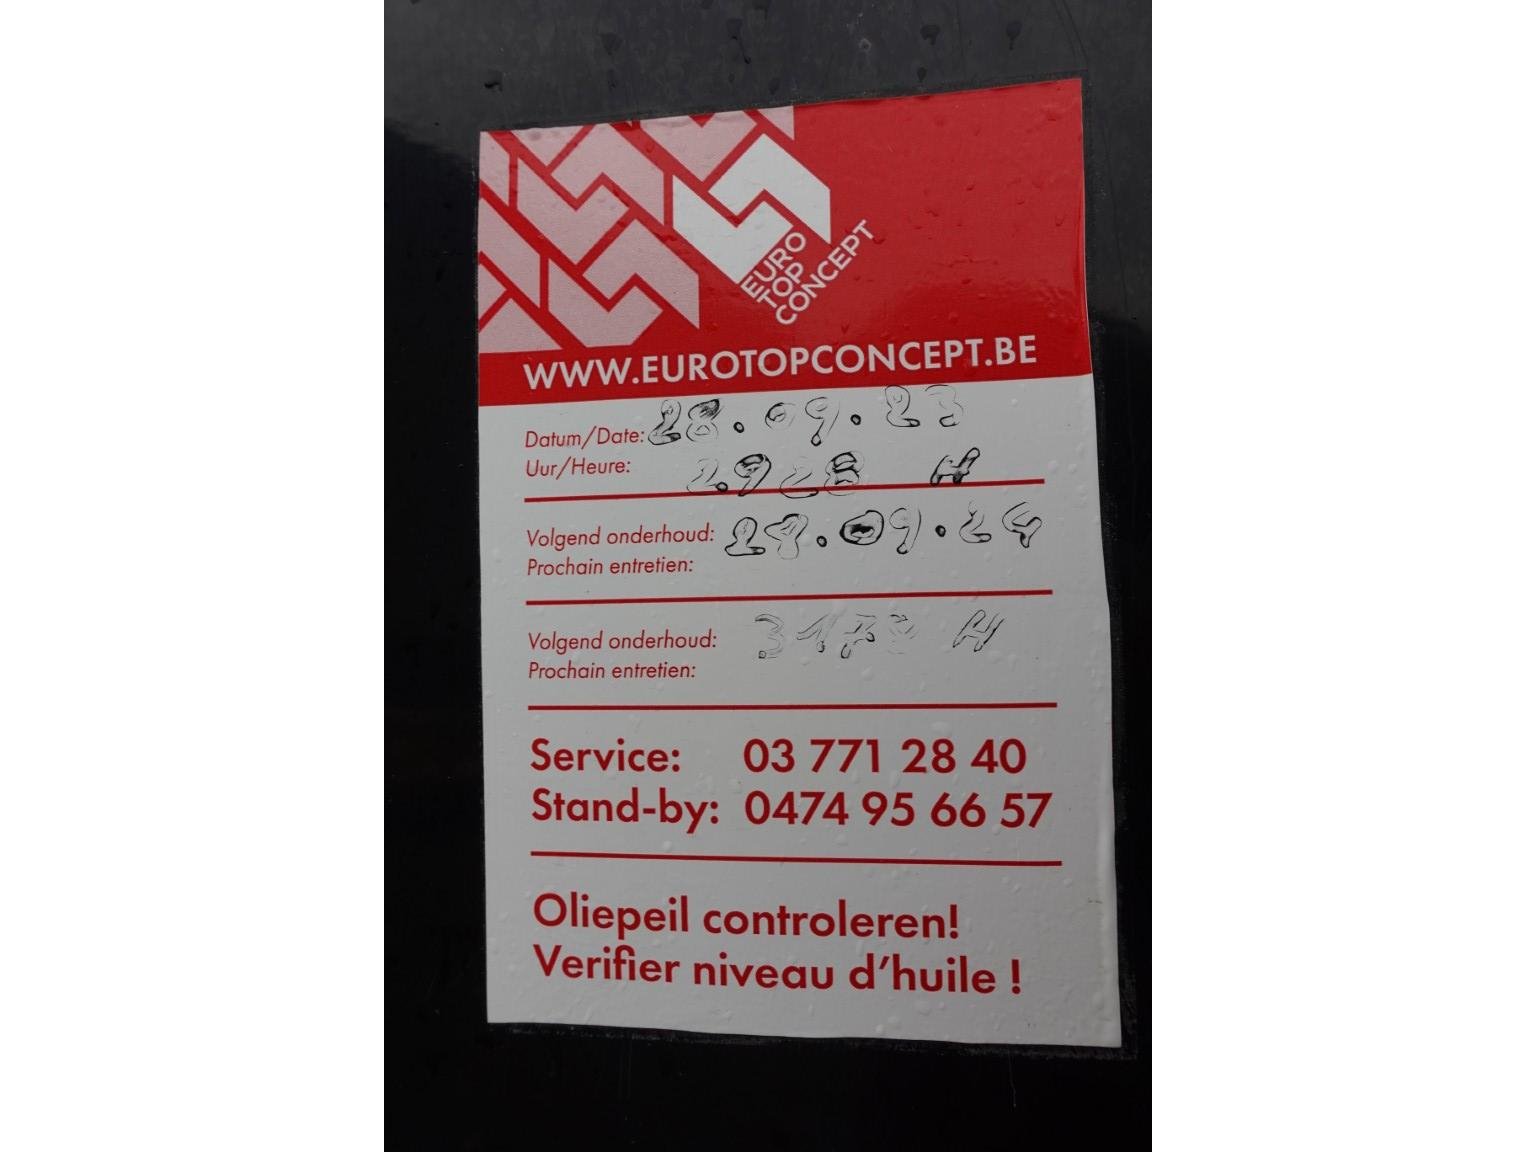 EURO
TOP
CONCEPT
WWW.EUROTOPCONCEPT.BE
Datum/Date: 28.09.23
Uur/Heure: 2928 H
Volgend onderhoud: .09.24
Prochain entretien:
Volgend onderhoud: H
Prochain entretien:
Service: 03 771 28 40
Stand-by: 0474 95 66 57
Oliepeil controleren!
Verifier niveau d'huile !